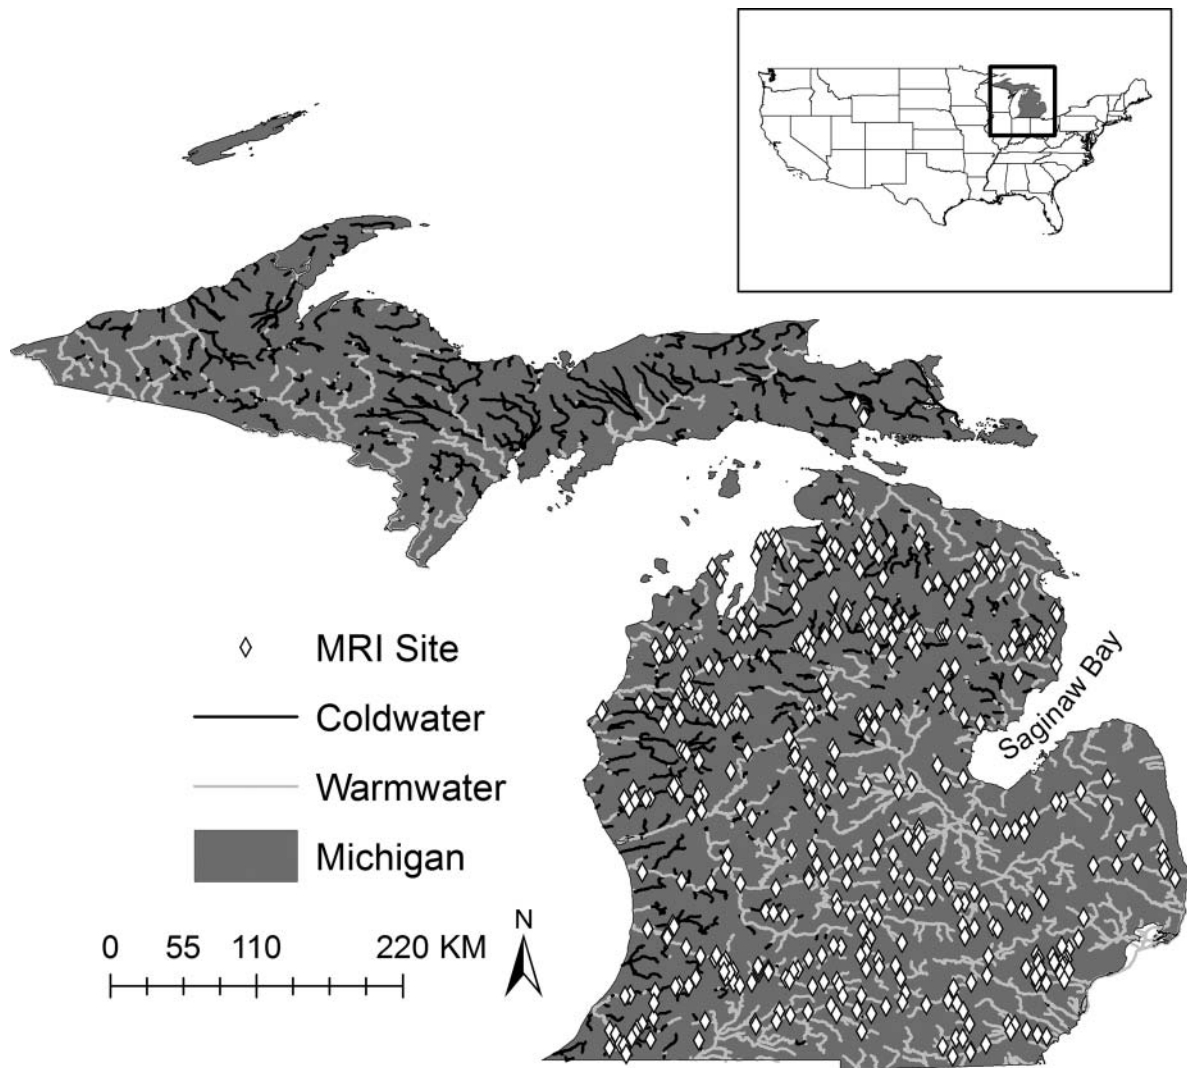 MRI Site
Coldwater
Warmwater
Michigan
0 55 110 220 KM
N
Saginaw Bay